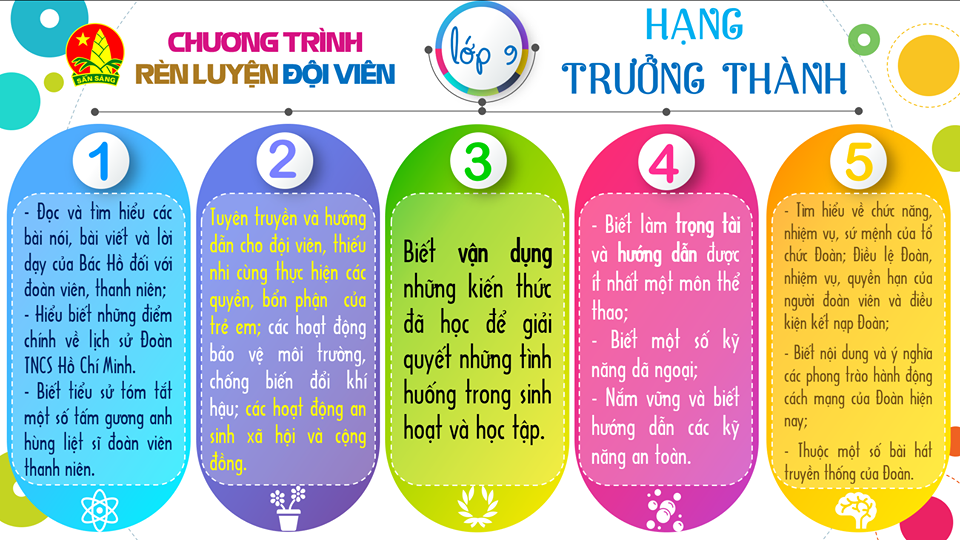 SẴN SÀNG
CHƯƠNG TRÌNH
RÈN LUYỆN ĐỘI VIÊN
lớp 9
HẠNG
TRƯỞNG THÀNH
1
- Đọc và tìm hiểu các
bài nói, bài viết và lời
dạy của Bác Hồ đối với
đoàn viên, thanh niên;
- Hiểu biết những điểm
chính về lịch sử Đoàn
TNCS Hồ Chí Minh.
- Biết tiểu sử tóm tắt
một số tấm gương anh
hùng liệt sĩ đoàn viên
thanh niên.
2
Tuyên truyền và hướng
dẫn cho đội viên, thiếu
nhi cùng thực hiện các
quyền, bổn phận của
trẻ em; các hoạt động
bảo vệ môi trường,
chống biến đổi khí
hậu; các hoạt động an
sinh xã hội và cộng
đồng.
3
Biết vận dụng
những kiến thức
đã học để giải
quyết những tình
huống trong sinh
hoạt và học tập.
4
- Biết làm trọng tài
và hướng dẫn được
ít nhất một môn thể
thao;
- Biết một số kỹ
năng dã ngoại;
- Nắm vững và biết
hướng dẫn các kỹ
năng an toàn.
5
- Tìm hiểu về chức năng,
nhiệm vụ, sứ mệnh của tổ
chức Đoàn; Điều lệ Đoàn,
nhiệm vụ, quyền hạn của
người đoàn viên và điều
kiện kết nạp Đoàn;
- Biết nội dung và ý nghĩa
các phong trào hành động
cách mạng của Đoàn hiện
nay;
- Thuộc một số bài hát
truyền thống của Đoàn.